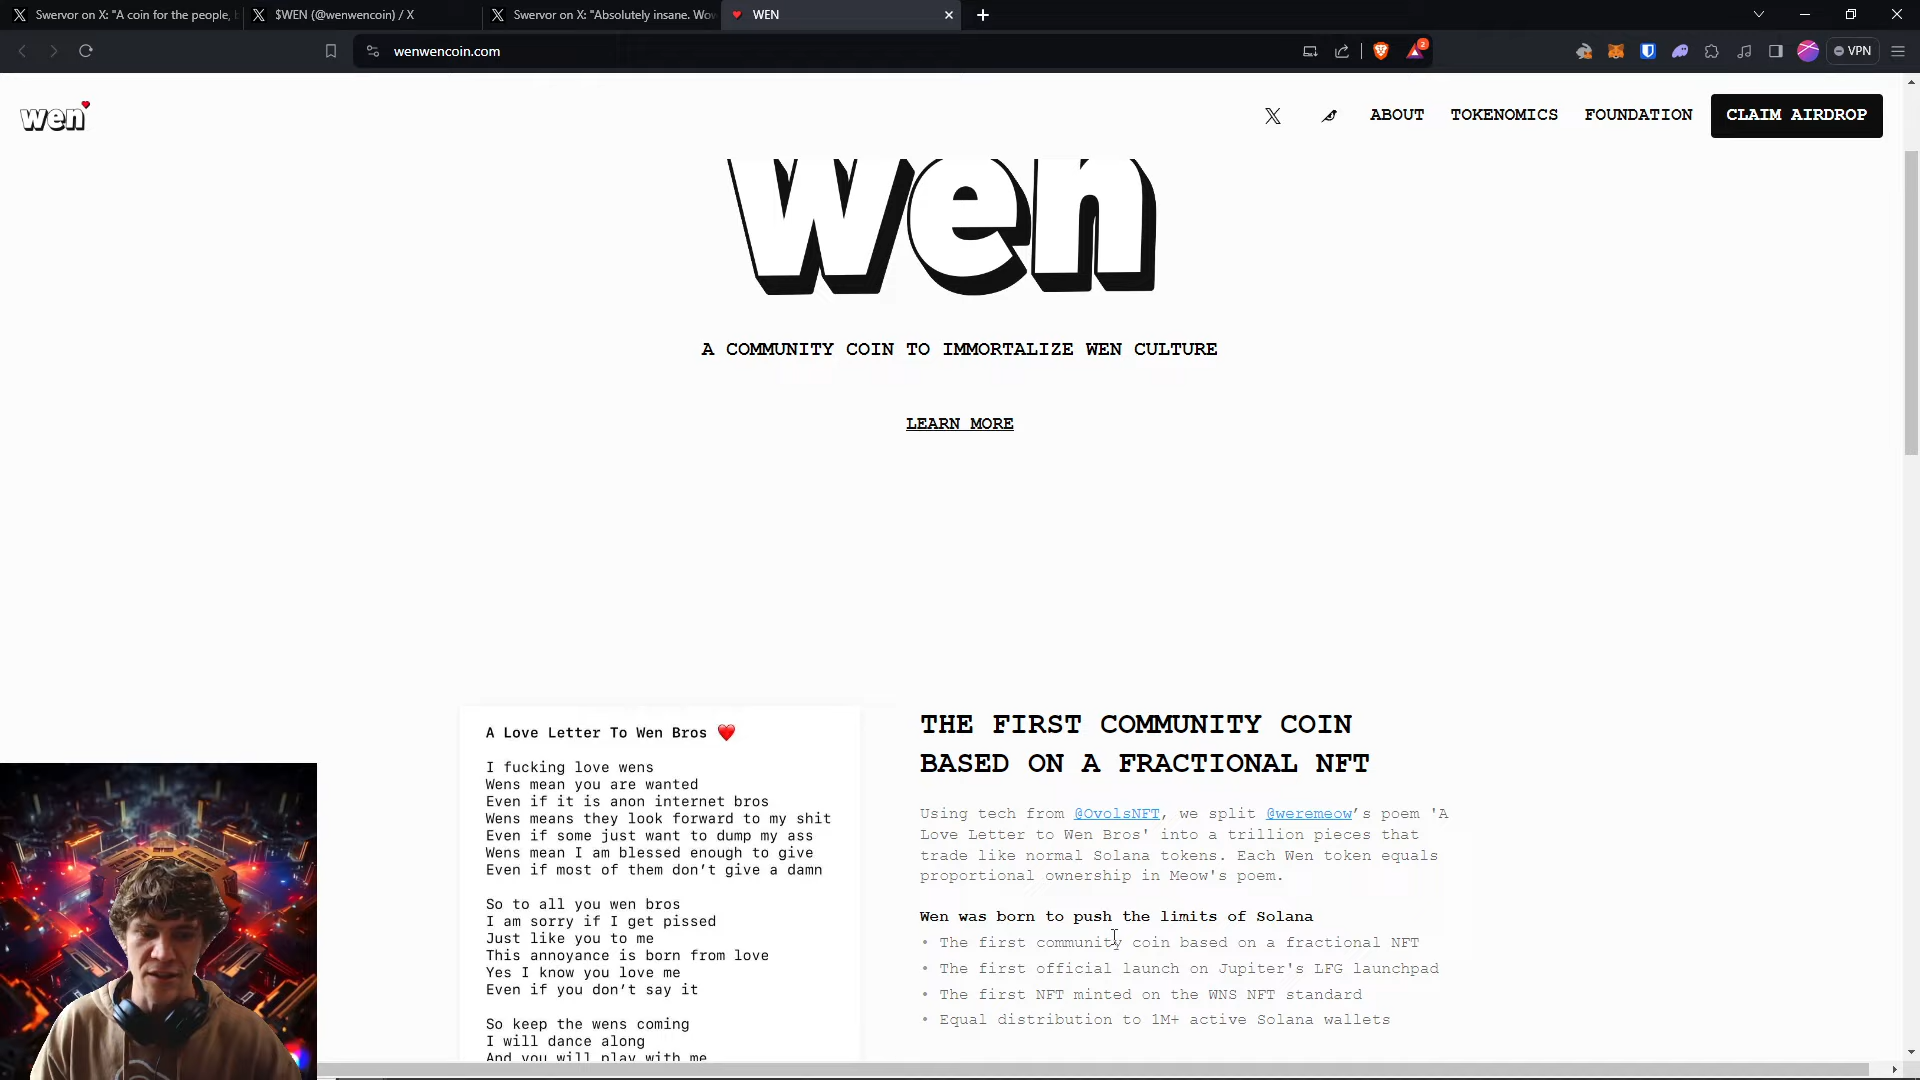 Swervor on X: "A coin for the people, b
$WEN (@wenwencoin) / X
Swervor on X: "Absolutely insane. Wow
WEN
wenwencoin.com
2
VPN
wen
ABOUT
TOKENOMICS
FOUNDATION
CLAIM AIRDROP
wen
A COMMUNITY COIN TO IMMORTALIZE WEN CULTURE
LEARN MORE
A Love Letter To Wen Bros ❤️
I fucking love wens
Wens mean you are wanted
Even if it is anon internet bros
Wens means they look forward to my shit
Even if some just want to dump my ass
Wens mean I am blessed enough to give
Even if most of them don’t give a damn
So to all you wen bros
I am sorry if I get pissed
Just like you to me
This annoyance is born from love
Yes I know you love me
Even if you don’t say it
So keep the wens coming
I will dance along
And you will play with me
THE FIRST COMMUNITY COIN
BASED ON A FRACTIONAL NFT
Using tech from @OvolsNFT, we split @weremeow’s poem 'A
Love Letter to Wen Bros' into a trillion pieces that
trade like normal Solana tokens. Each Wen token equals
proportional ownership in Meow's poem.
Wen was born to push the limits of Solana
• The first community coin based on a fractional NFT
• The first official launch on Jupiter's LFG launchpad
• The first NFT minted on the WNS NFT standard
• Equal distribution to 1M+ active Solana wallets